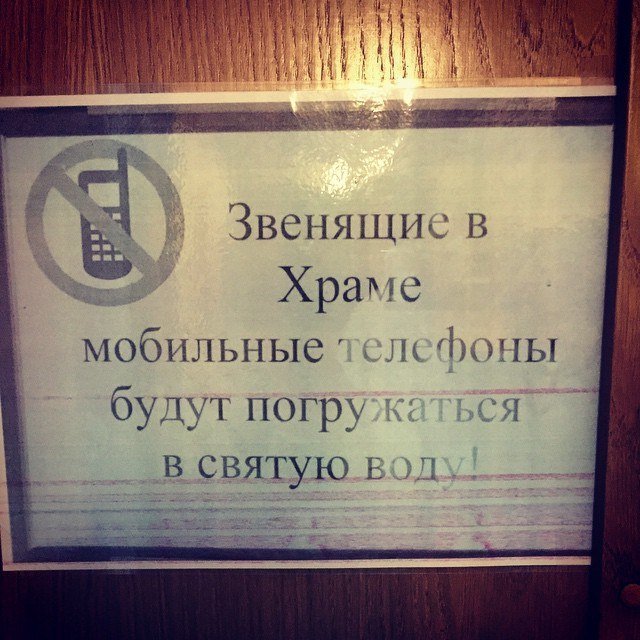 Звенящие в
Храме
мобильные телефоны
будут погружаться
в святую воду!